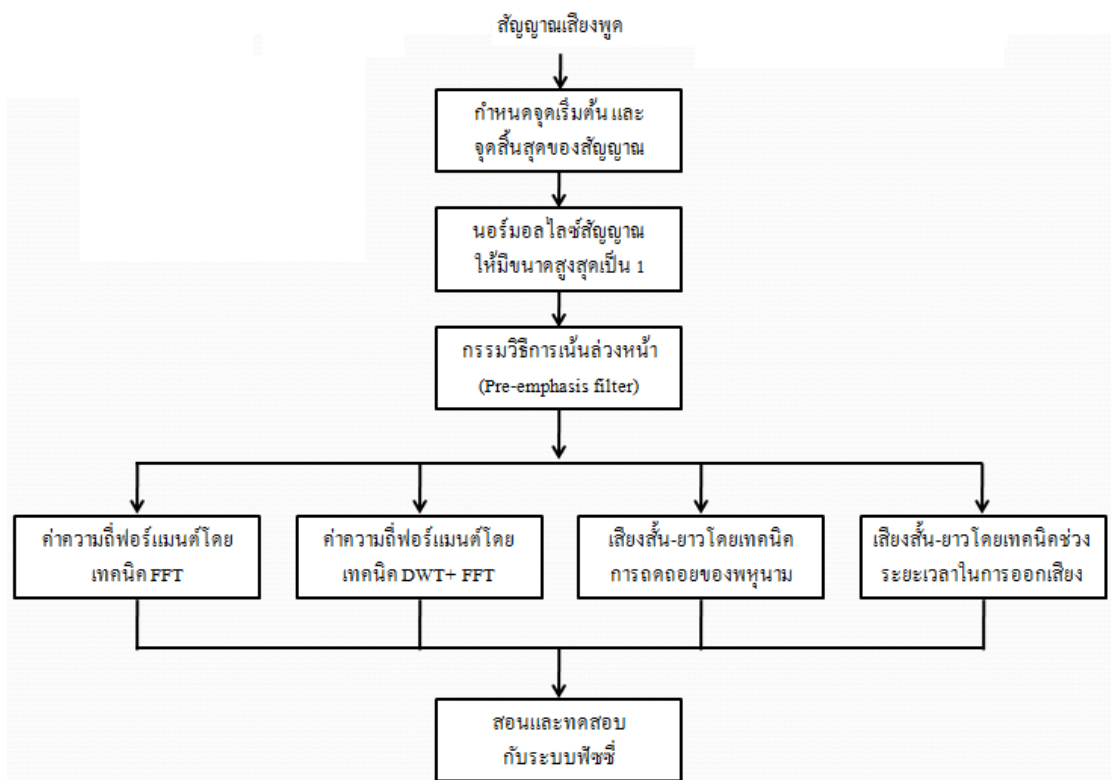 สัญญาณเสียงพูด
กำหนดจุดเริ่มต้น และ
จุดสิ้นสุดของสัญญาณ
นอร์มอลไลซ์สัญญาณ
ให้มีขนาดสูงสุดเป็น 1
กรรมวิธีการเน้นล่วงหน้า
(Pre-emphasis filter)
ค่าความถี่ฟอร์แมนต์โดย
เทคนิค FFT
ค่าความถี่ฟอร์แมนต์โดย
เทคนิค DWT+ FFT
เสียงสั้น-ยาวโดยเทคนิค
การถดถอยของพหุนาม
เสียงสั้น-ยาวโดยเทคนิคช่วง
ระยะเวลาในการออกเสียง
สอนและทดสอบ
กับระบบฟัซซี่